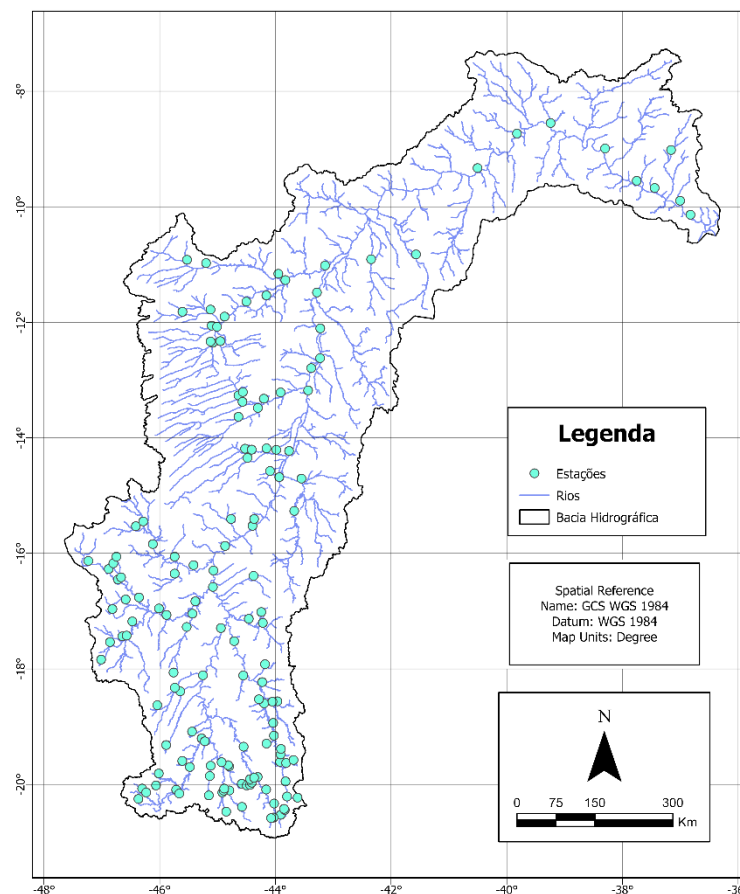 -8°
-10°
-12°
-14°
-16°
-18°
-20°
Legenda
Estações
Rios
Bacia Hidrográfica
Spatial Reference
Name: GCS WGS 1984
Datum: WGS 1984
Map Units: Degree
N
0 75 150 300
Km
-48° -46° -44° -42° -40° -38° -36